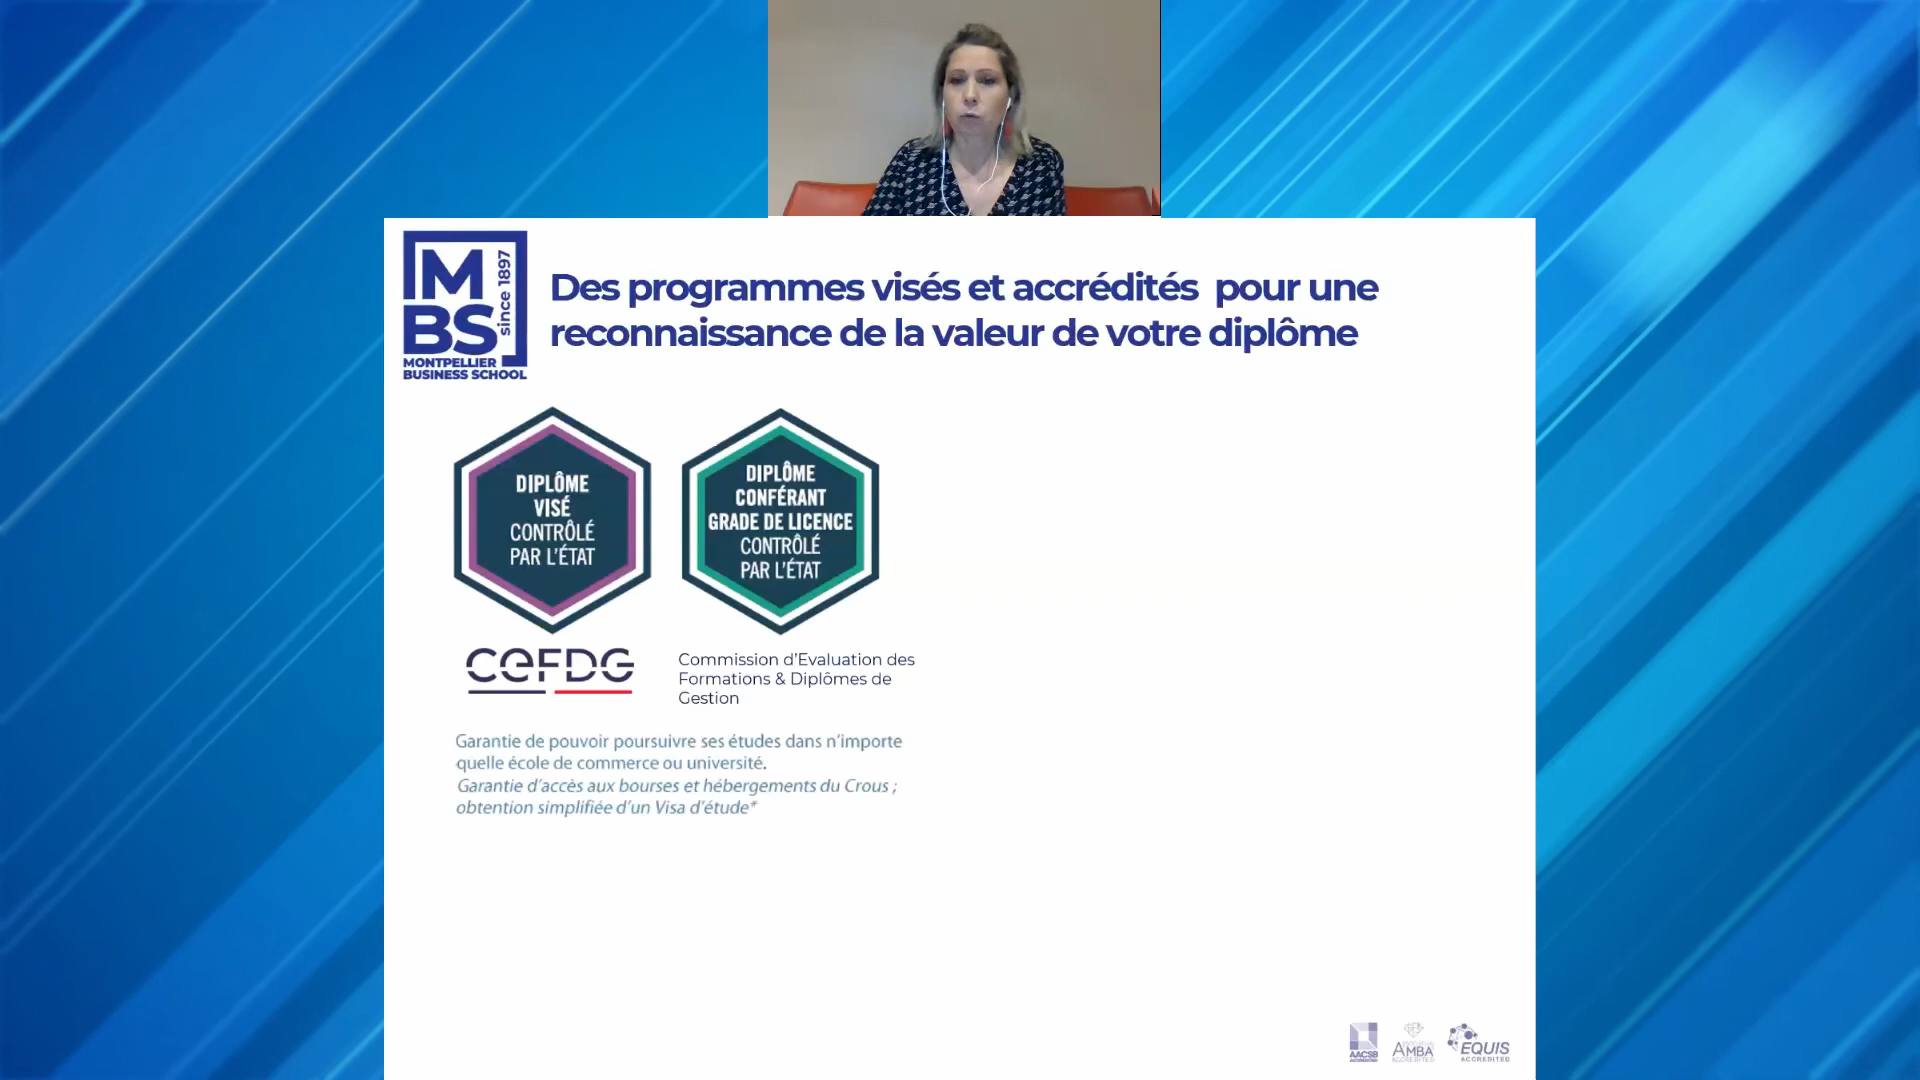 MBS since 1897
MONTPELLIER
BUSINESS SCHOOL
Des programmes visés et accrédités pour une
reconnaissance de la valeur de votre diplôme
DIPLÔME
VISÉ
CONTRÔLÉ
PAR L'ÉTAT
DIPLÔME
CONFÉRANT
GRADE DE LICENCE
CONTRÔLÉ
PAR L'ÉTAT
CEFDG
Commission d'Evaluation des
Formations & Diplômes de
Gestion
Garantie de pouvoir poursuivre ses études dans n'importe
quelle école de commerce ou université.
Garantie d'accès aux bourses et hébergements du Crous ;
obtention simplifiée d'un Visa d'étude*
AACSB
AMBA
EQUIS
ACCREDITED